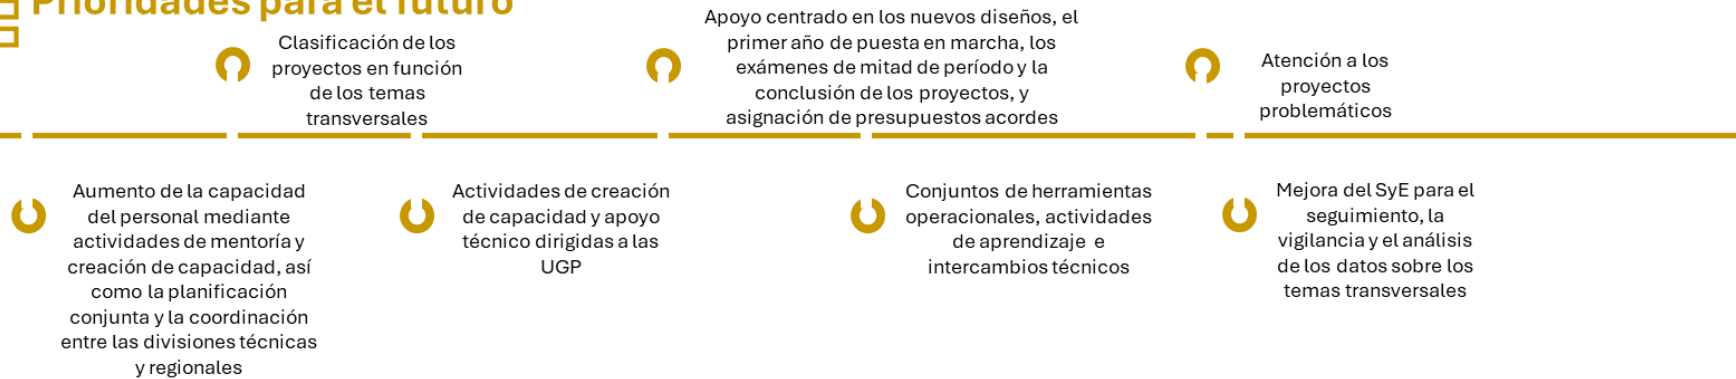 Prioridades para el futuro
Clasificación de los
proyectos en función
de los temas
transversales
Apoyo centrado en los nuevos diseños, el
primer año de puesta en marcha, los
exámenes de mitad de período y la
conclusión de los proyectos, y
asignación de presupuestos acordes
Atención a los
proyectos
problemáticos
Aumento de la capacidad
del personal mediante
actividades de mentoría y
creación de capacidad, así
como la planificación
conjunta y la coordinación
entre las divisiones técnicas
y regionales
Actividades de creación
de capacidad y apoyo
técnico dirigidas a las
UGP
Conjuntos de herramientas
operacionales, actividades
de aprendizaje e
intercambios técnicos
Mejora del SyE para el
seguimiento, la
vigilancia y el análisis
de los datos sobre los
temas transversales